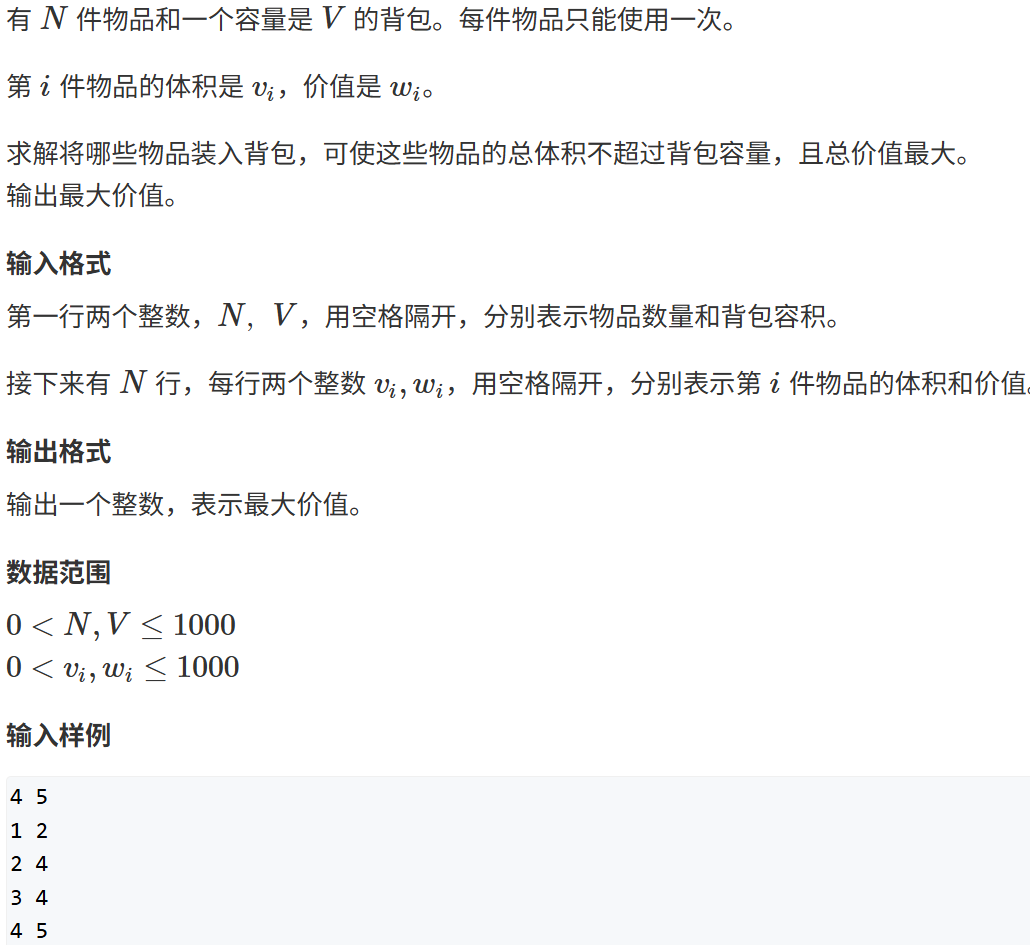 有 N 件物品和一个容量是 V 的背包。每件物品只能使用一次。
第 i 件物品的体积是 vᵢ，价值是 wᵢ。
求解将哪些物品装入背包，可使这些物品的总体积不超过背包容量，且总价值最大。
输出最大价值。
输入格式
第一行两个整数，N, V，用空格隔开，分别表示物品数量和背包容积。
接下来有 N 行，每行两个整数 vᵢ, wᵢ，用空格隔开，分别表示第 i 件物品的体积和价值。
输出格式
输出一个整数，表示最大价值。
数据范围
0 < N, V ≤ 1000
0 < vᵢ, wᵢ ≤ 1000
输入样例
4 5
1 2
2 4
3 4
4 5